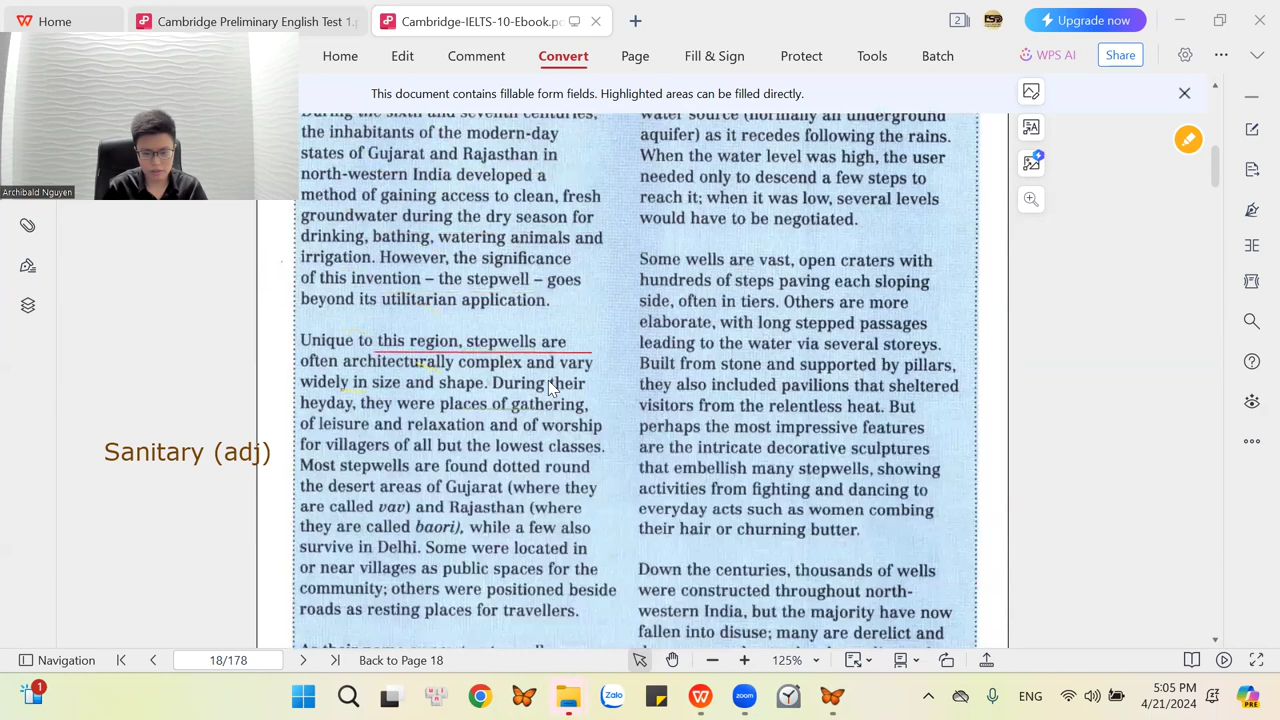 Home
Cambridge Preliminary English Test 1.
Cambridge-IELTS-10-Ebook.p
2
Upgrade now
Home
Edit
Comment
Convert
Page
Fill & Sign
Protect
Tools
Batch
WPS AI
Share
This document contains fillable form fields. Highlighted areas can be filled directly.
Archibald Nguyen
During the sixth and seventh centuries,
the inhabitants of the modern-day
states of Gujarat and Rajasthan in
north-western India developed a
method of gaining access to clean, fresh
groundwater during the dry season for
drinking, bathing, watering animals and
irrigation. However, the significance
of this invention – the stepwell – goes
beyond its utilitarian application.
Unique to this region, stepwells are
often architecturally complex and vary
widely in size and shape. During their
heyday, they were places of gathering,
of leisure and relaxation and of worship
for villagers of all but the lowest classes.
Most stepwells are found dotted round
the desert areas of Gujarat (where they
are called vav) and Rajasthan (where
they are called baori), while a few also
survive in Delhi. Some were located in
or near villages as public spaces for the
community; others were positioned beside
roads as resting places for travellers.
water source (normally an underground
aquifer) as it recedes following the rains.
When the water level was high, the user
needed only to descend a few steps to
reach it; when it was low, several levels
would have to be negotiated.
Some wells are vast, open craters with
hundreds of steps paving each sloping
side, often in tiers. Others are more
elaborate, with long stepped passages
leading to the water via several storeys.
Built from stone and supported by pillars,
they also included pavilions that sheltered
visitors from the relentless heat. But
perhaps the most impressive features
are the intricate decorative sculptures
that embellish many stepwells, showing
activities from fighting and dancing to
everyday acts such as women combing
their hair or churning butter.
Down the centuries, thousands of wells
were constructed throughout north-
western India, but the majority have now
fallen into disuse; many are derelict and
Sanitary (adj)
Navigation
18/178
Back to Page 18
125%
1
Zalo
zoom
ENG
5:05 PM
4/21/2024
PRE